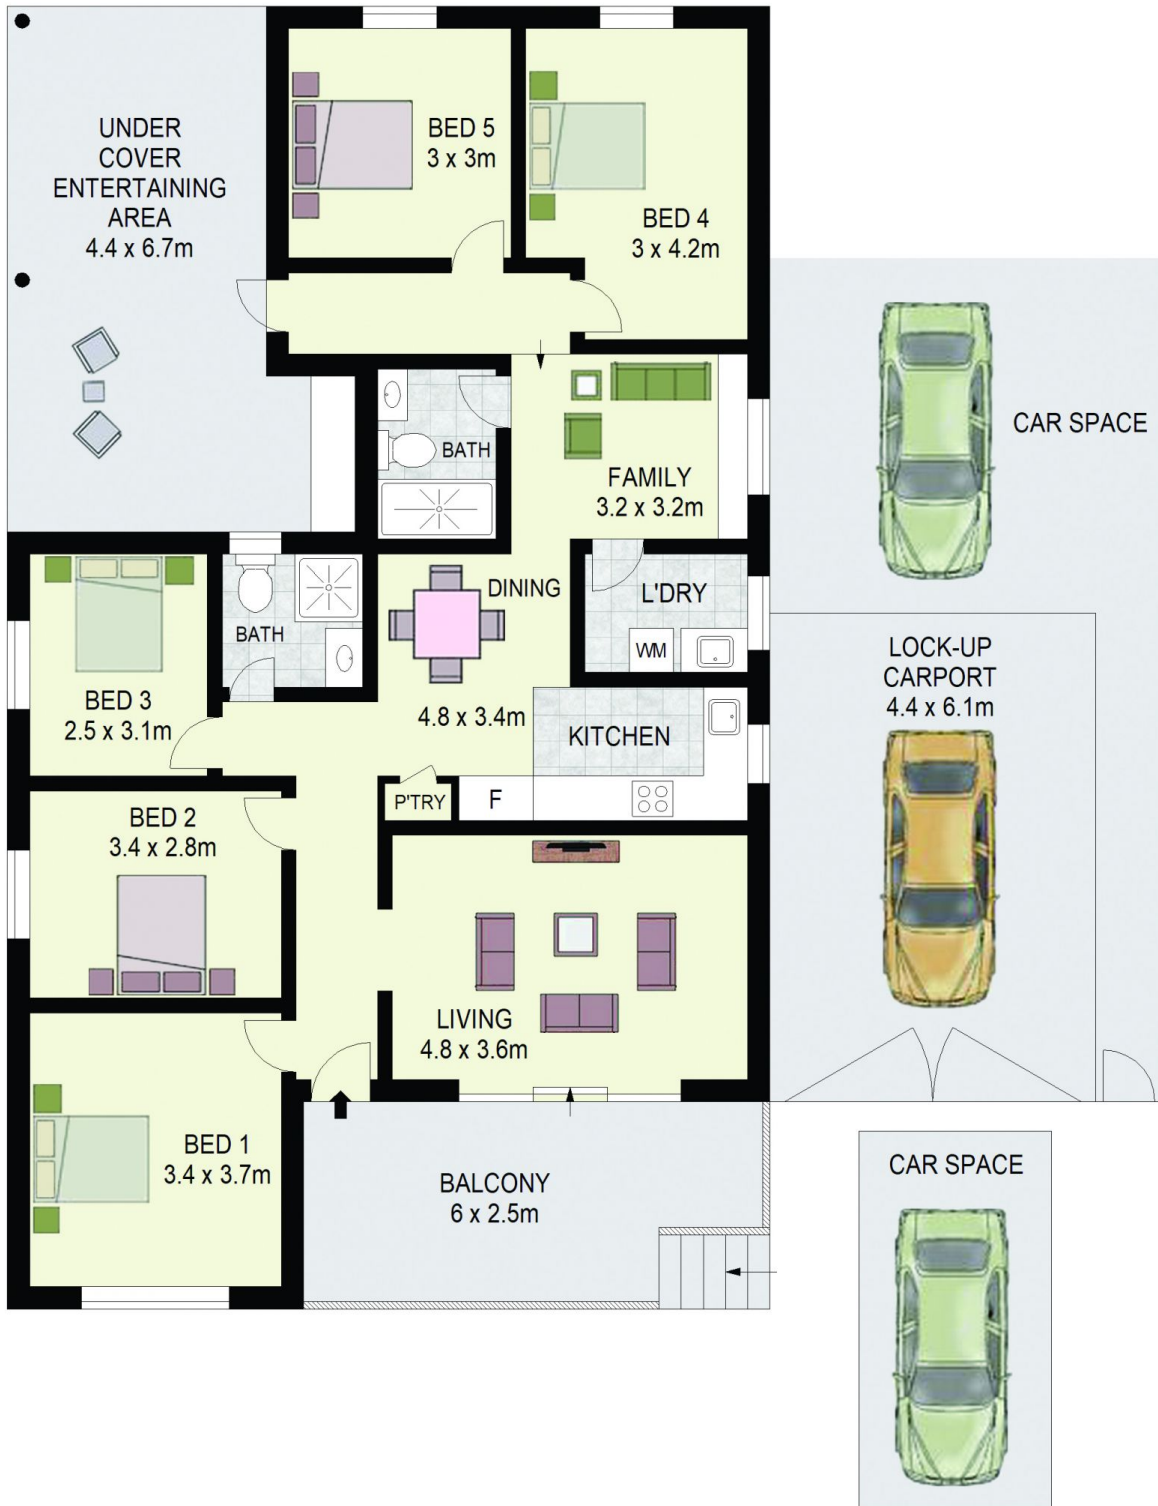 UNDER
COVER
ENTERTAINING
AREA
4.4 x 6.7m
BED 5
3 x 3m
BED 4
3 x 4.2m
CAR SPACE
BATH
FAMILY
3.2 x 3.2m
DINING
L'DRY
WM
BATH
BED 3
2.5 x 3.1m
4.8 x 3.4m
KITCHEN
LOCK-UP
CARPORT
4.4 x 6.1m
P'TRY
F
BED 2
3.4 x 2.8m
LIVING
4.8 x 3.6m
BED 1
3.4 x 3.7m
BALCONY
6 x 2.5m
CAR SPACE